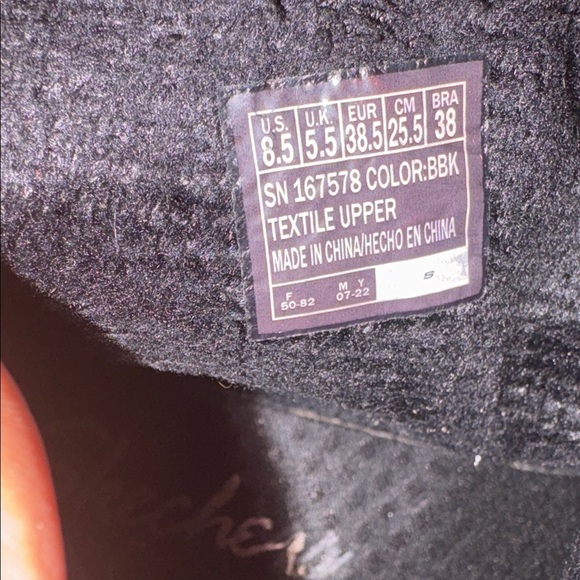 U.S. U.K. EUR CM BRA
8.5 5.5 38.5 25.5 38
SN 167578 COLOR:BBK
TEXTILE UPPER
MADE IN CHINA/HECHO EN CHINA
F M Y
50-82 07-22
S
Skechers